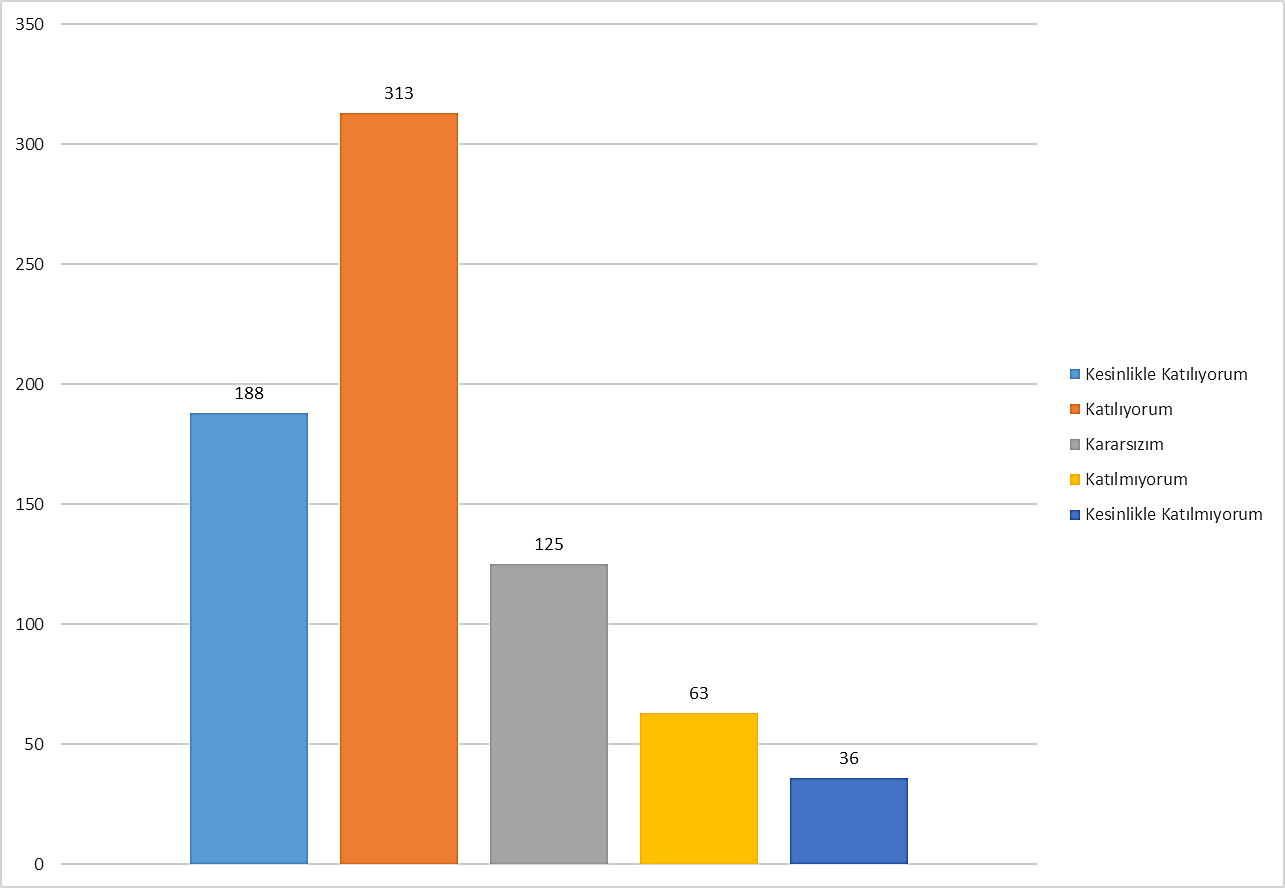 350
300
250
200
150
100
50
0
188
313
125
63
36
Kesinlikle Katılıyorum
Katılıyorum
Kararsızım
Katılmıyorum
Kesinlikle Katılmıyorum